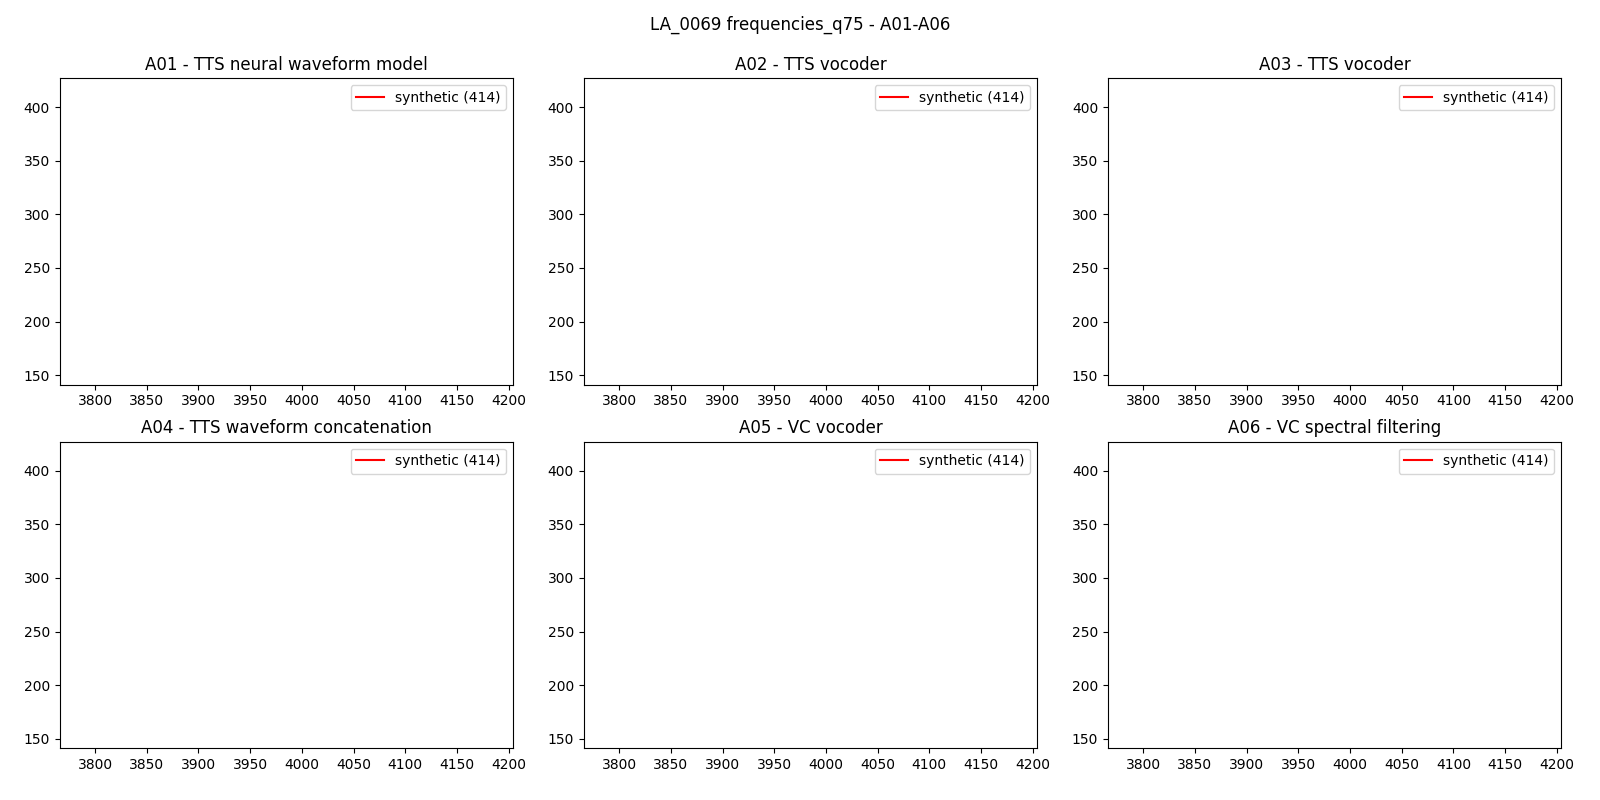 LA_0069 frequencies_q75 - A01-A06
A01 - TTS neural waveform model
A02 - TTS vocoder
A03 - TTS vocoder
synthetic (414)
synthetic (414)
synthetic (414)
400
350
300
250
200
150
400
350
300
250
200
150
400
350
300
250
200
150
3800 3850 3900 3950 4000 4050 4100 4150 4200
3800 3850 3900 3950 4000 4050 4100 4150 4200
3800 3850 3900 3950 4000 4050 4100 4150 4200
A04 - TTS waveform concatenation
A05 - VC vocoder
A06 - VC spectral filtering
synthetic (414)
synthetic (414)
synthetic (414)
400
350
300
250
200
150
400
350
300
250
200
150
400
350
300
250
200
150
3800 3850 3900 3950 4000 4050 4100 4150 4200
3800 3850 3900 3950 4000 4050 4100 4150 4200
3800 3850 3900 3950 4000 4050 4100 4150 4200